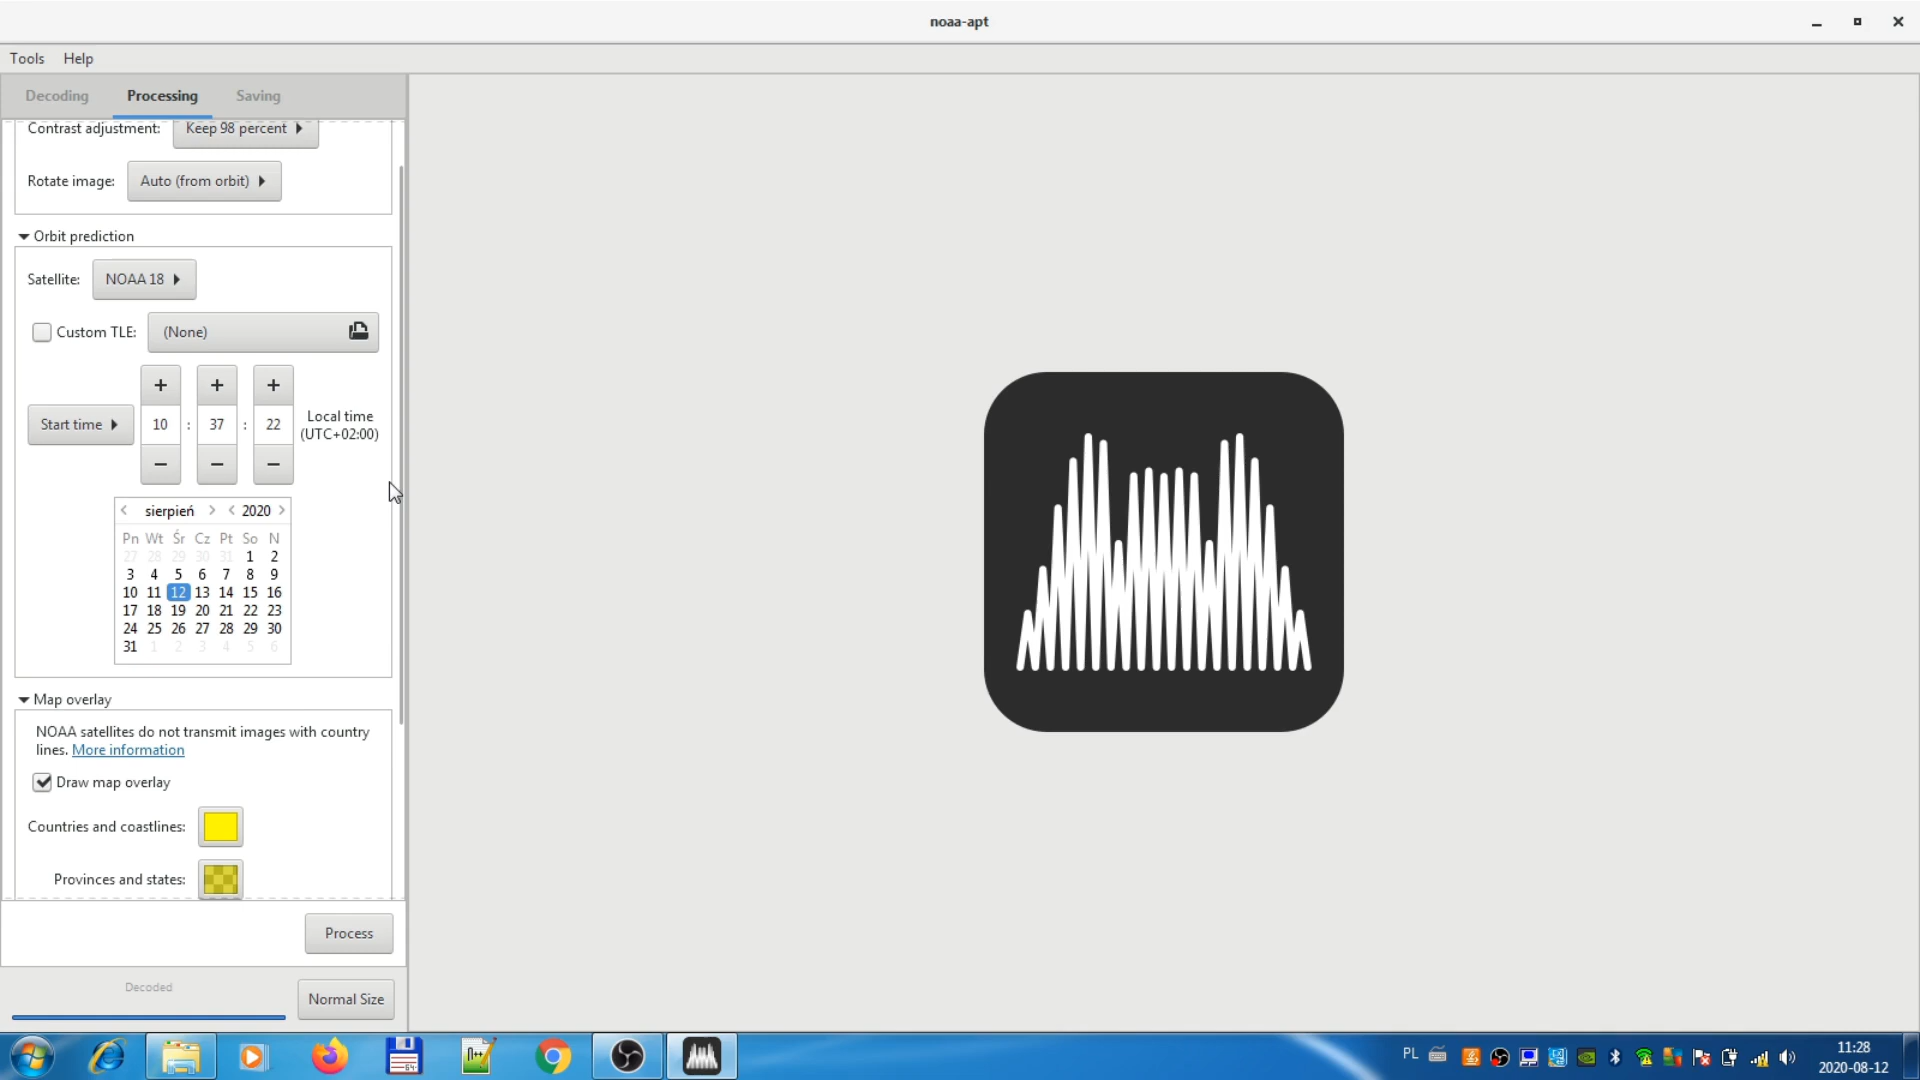 noaa-apt
Tools Help
Decoding Processing Saving
Contrast adjustment: Keep 98 percent
Rotate image: Auto (from orbit)
Orbit prediction
Satellite: NOAA 18
Custom TLE: (None)
+ + +
Start time 10 : 37 : 22 Local time
(UTC+02:00)
− − −
< sierpień > < 2020 >
Pn Wt Śr Cz Pt So N
27 28 29 30 31 1 2
3 4 5 6 7 8 9
10 11 12 13 14 15 16
17 18 19 20 21 22 23
24 25 26 27 28 29 30
31 1 2 3 4 5 6
Map overlay
NOAA satellites do not transmit images with country
lines. More information
Draw map overlay
Countries and coastlines:
Provinces and states:
Process
Decoded
Normal Size
64
n++
PL
11:28
2020-08-12